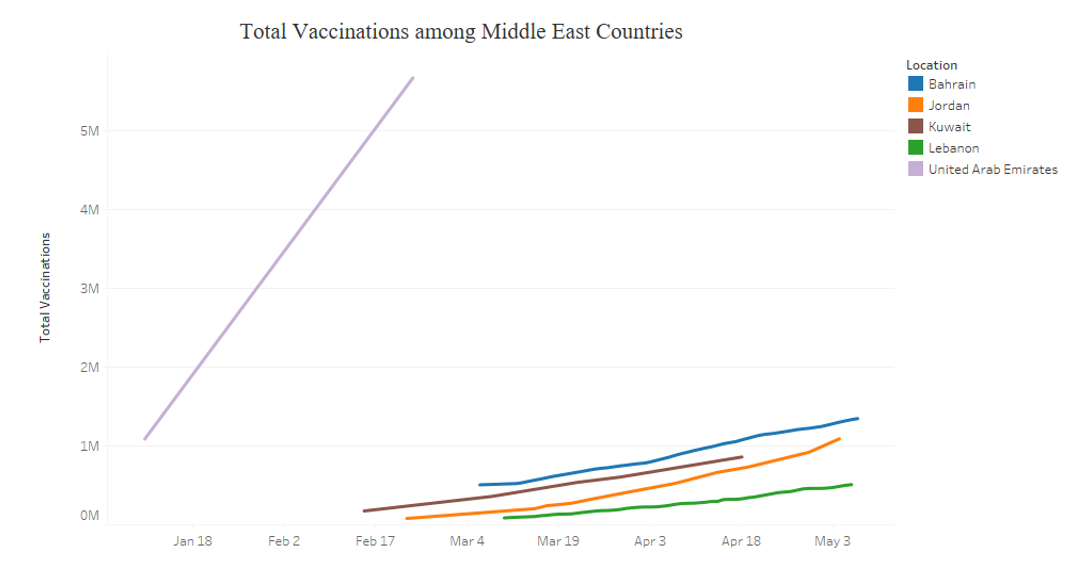 Total Vaccinations among Middle East Countries
Location
Bahrain
Jordan
Kuwait
Lebanon
United Arab Emirates
Total Vaccinations
5M
4M
3M
2M
1M
0M
Jan 18
Feb 2
Feb 17
Mar 4
Mar 19
Apr 3
Apr 18
May 3